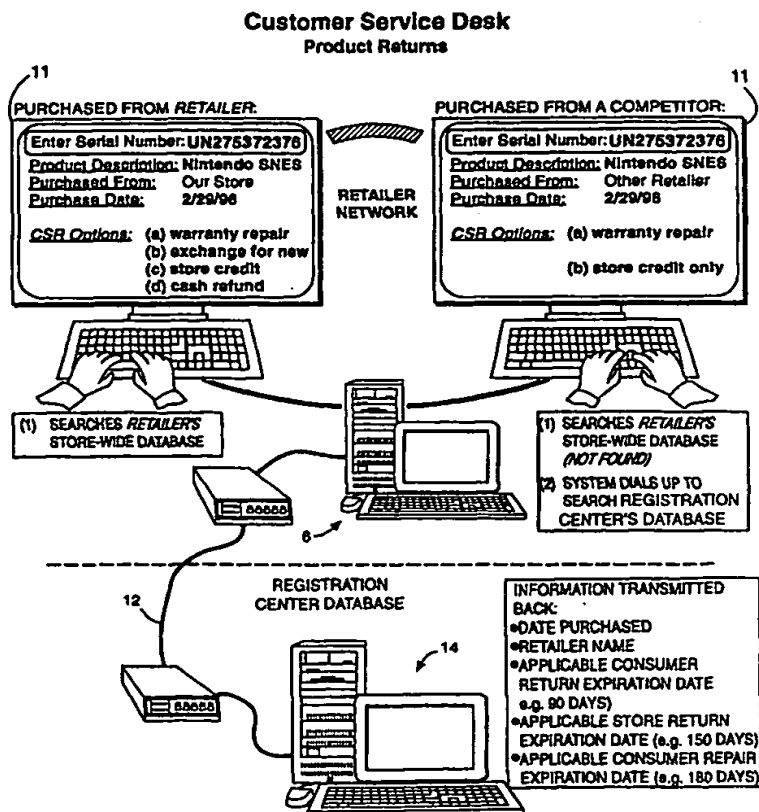 Customer Service Desk
Product Returns
11
11
PURCHASED FROM RETAILER:
PURCHASED FROM A COMPETITOR:
Enter Serial Number: UN275372376
Product Description: Nintendo SNES
Purchased From: Our Store
Purchase Date: 2/29/96
CSR Options: (a) warranty repair
(b) exchange for new
(c) store credit
(d) cash refund
RETAILER
NETWORK
Enter Serial Number: UN275372376
Product Description: Nintendo SNES
Purchased From: Other Retailer
Purchase Date: 2/29/96
CSR Options: (a) warranty repair
(b) store credit only
(1) SEARCHES RETAILER'S
STORE-WIDE DATABASE
(1) SEARCHES RETAILER'S
STORE-WIDE DATABASE
(NOT FOUND)
(2) SYSTEM DIALS UP TO
SEARCH REGISTRATION
CENTER'S DATABASE
6
12
REGISTRATION
CENTER DATABASE
14
INFORMATION TRANSMITTED
BACK:
•DATE PURCHASED
•RETAILER NAME
•APPLICABLE CONSUMER
RETURN EXPIRATION DATE
e.g. 90 DAYS)
•APPLICABLE STORE RETURN
EXPIRATION DATE (e.g. 150 DAYS)
•APPLICABLE CONSUMER REPAIR
EXPIRATION DATE (e.g. 180 DAYS)